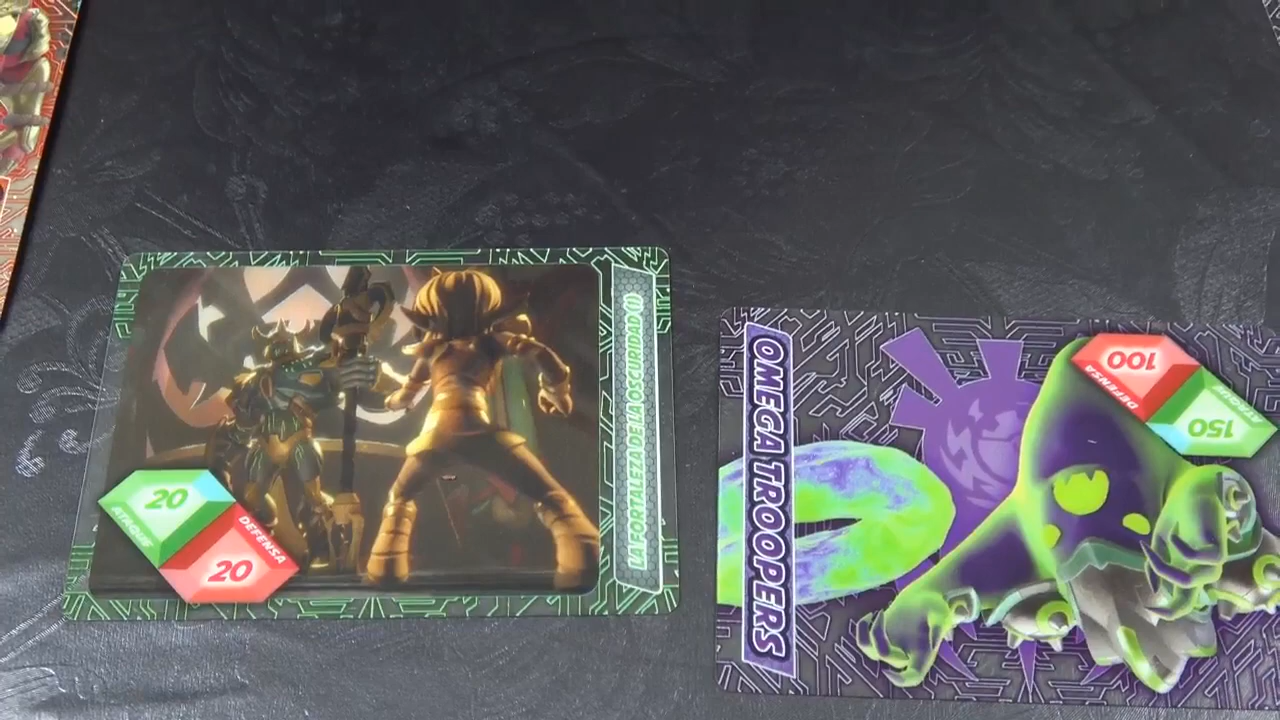 20
ATAQUE
DEFENSA
20
LA FORTALEZA DE LA OSCURIDAD (I)
OMEGA TROOPERS
100
DEFENSA
ATAQUE
150